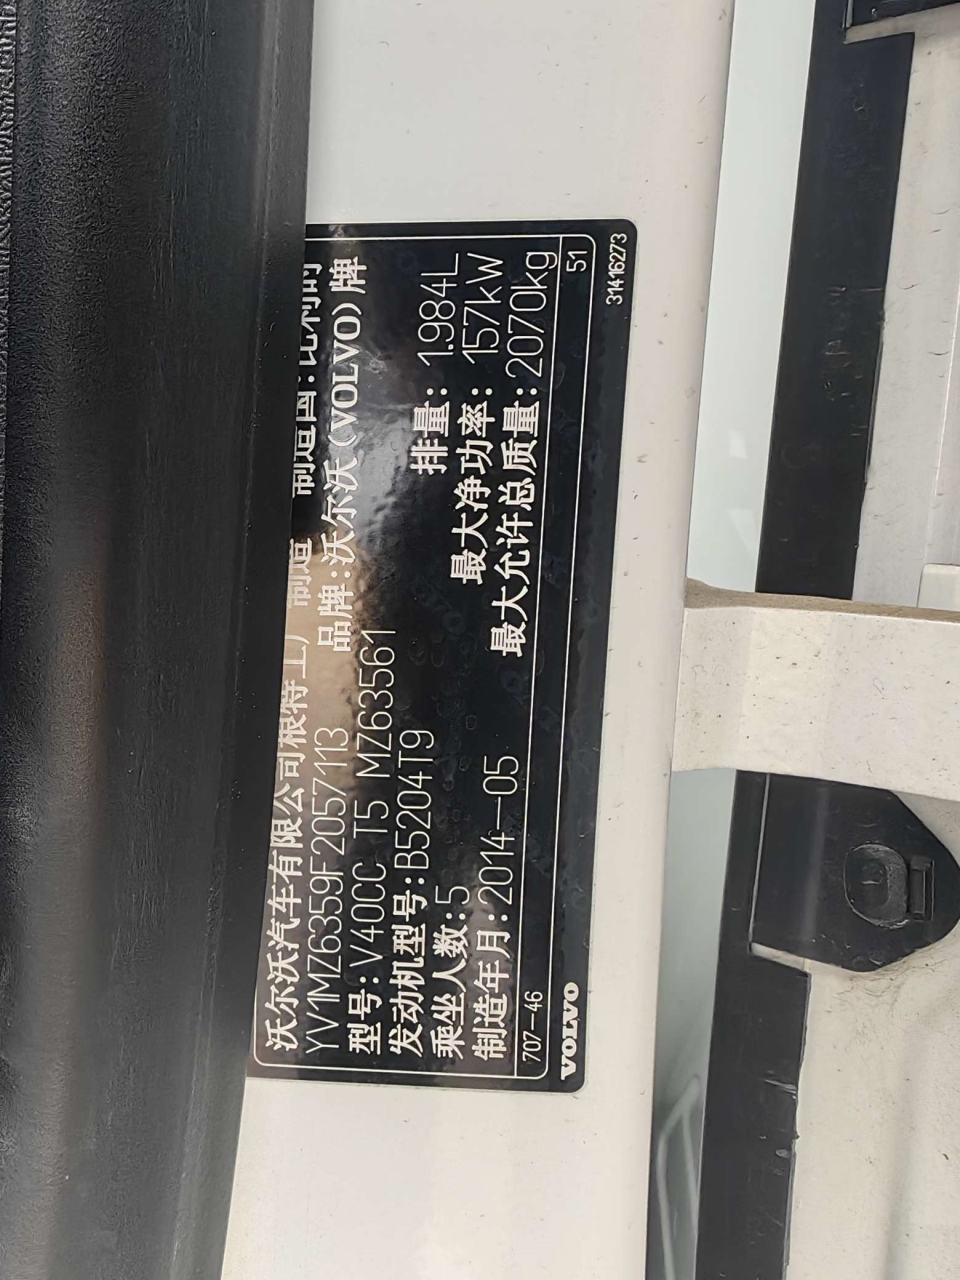 沃尔沃汽车有限公司根特工厂 制造 制造国:比利时
YV1MZ6359F2057113 品牌:沃尔沃(VOLVO)牌
型号:V40CC T5 MZ63561
发动机型号:B5204T9 排量: 1.984L
乘坐人数:5 最大净功率: 157kW
制造年月:2014—05 最大允许总质量:2070kg
707-46 51
VOLVO 31416273